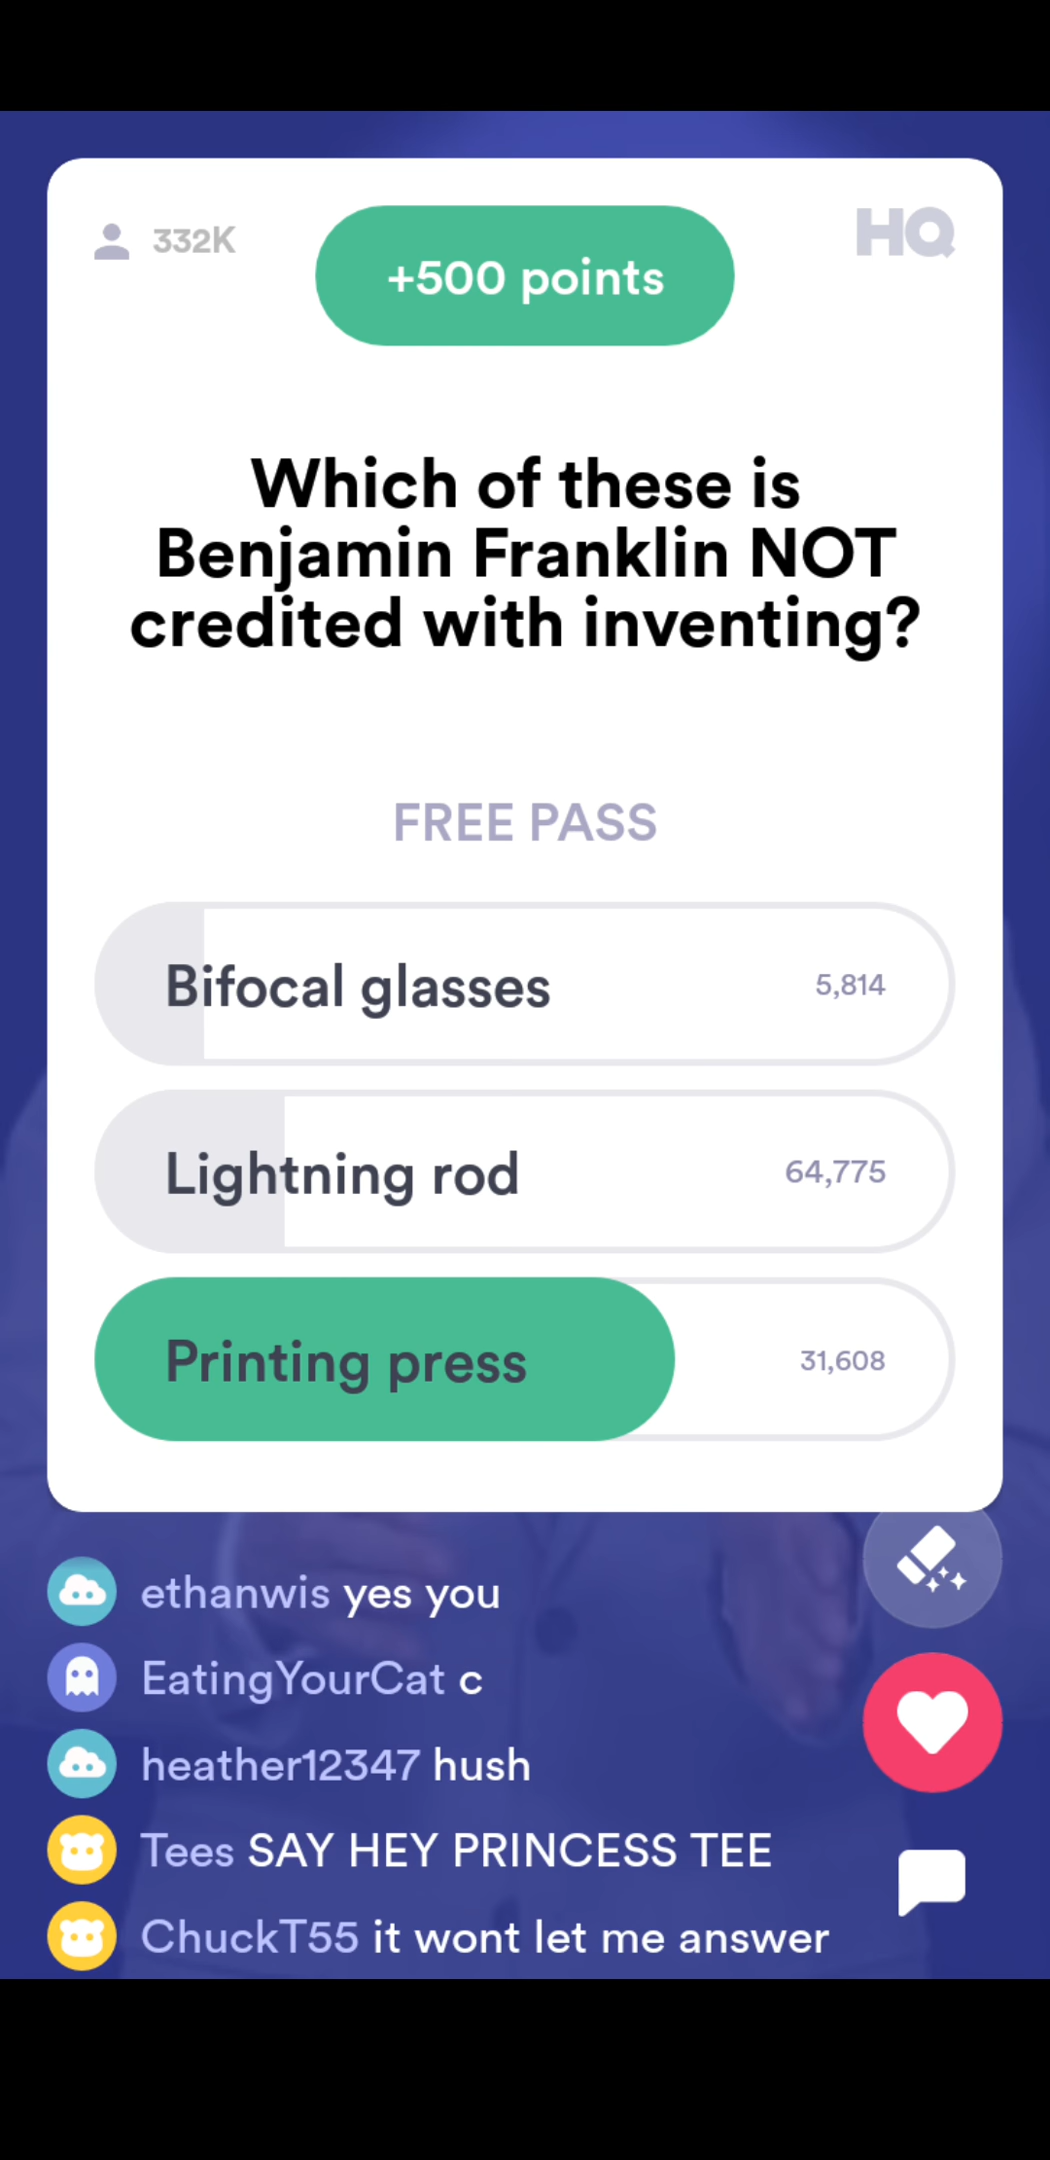 332K
+500 points
HQ
Which of these is
Benjamin Franklin NOT
credited with inventing?
FREE PASS
Bifocal glasses 5,814
Lightning rod 64,775
Printing press 31,608
ethanwis yes you
EatingYourCat c
heather12347 hush
Tees SAY HEY PRINCESS TEE
ChuckT55 it wont let me answer